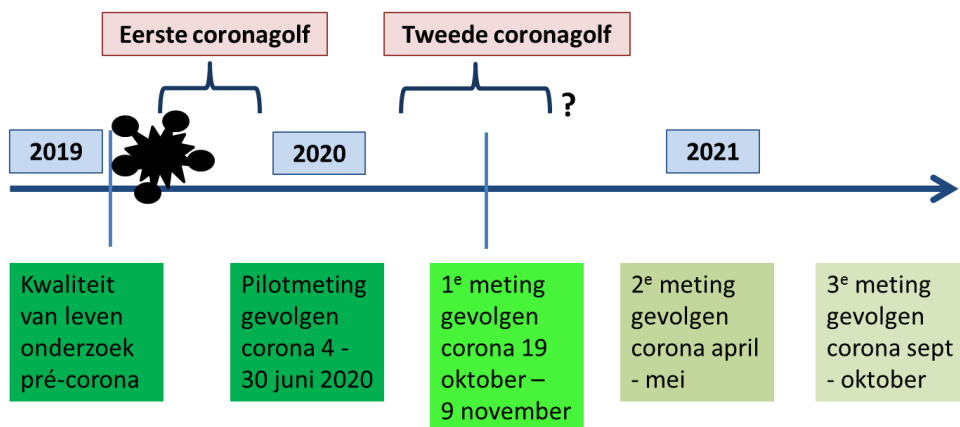 Eerste coronagolf
Tweede coronagolf
?
2019
2020
2021
Kwaliteit
van leven
onderzoek
pré-corona
Pilotmeting
gevolgen
corona 4 -
30 juni 2020
1e meting
gevolgen
corona 19
oktober –
9 november
2e meting
gevolgen
corona april
- mei
3e meting
gevolgen
corona sept
- oktober